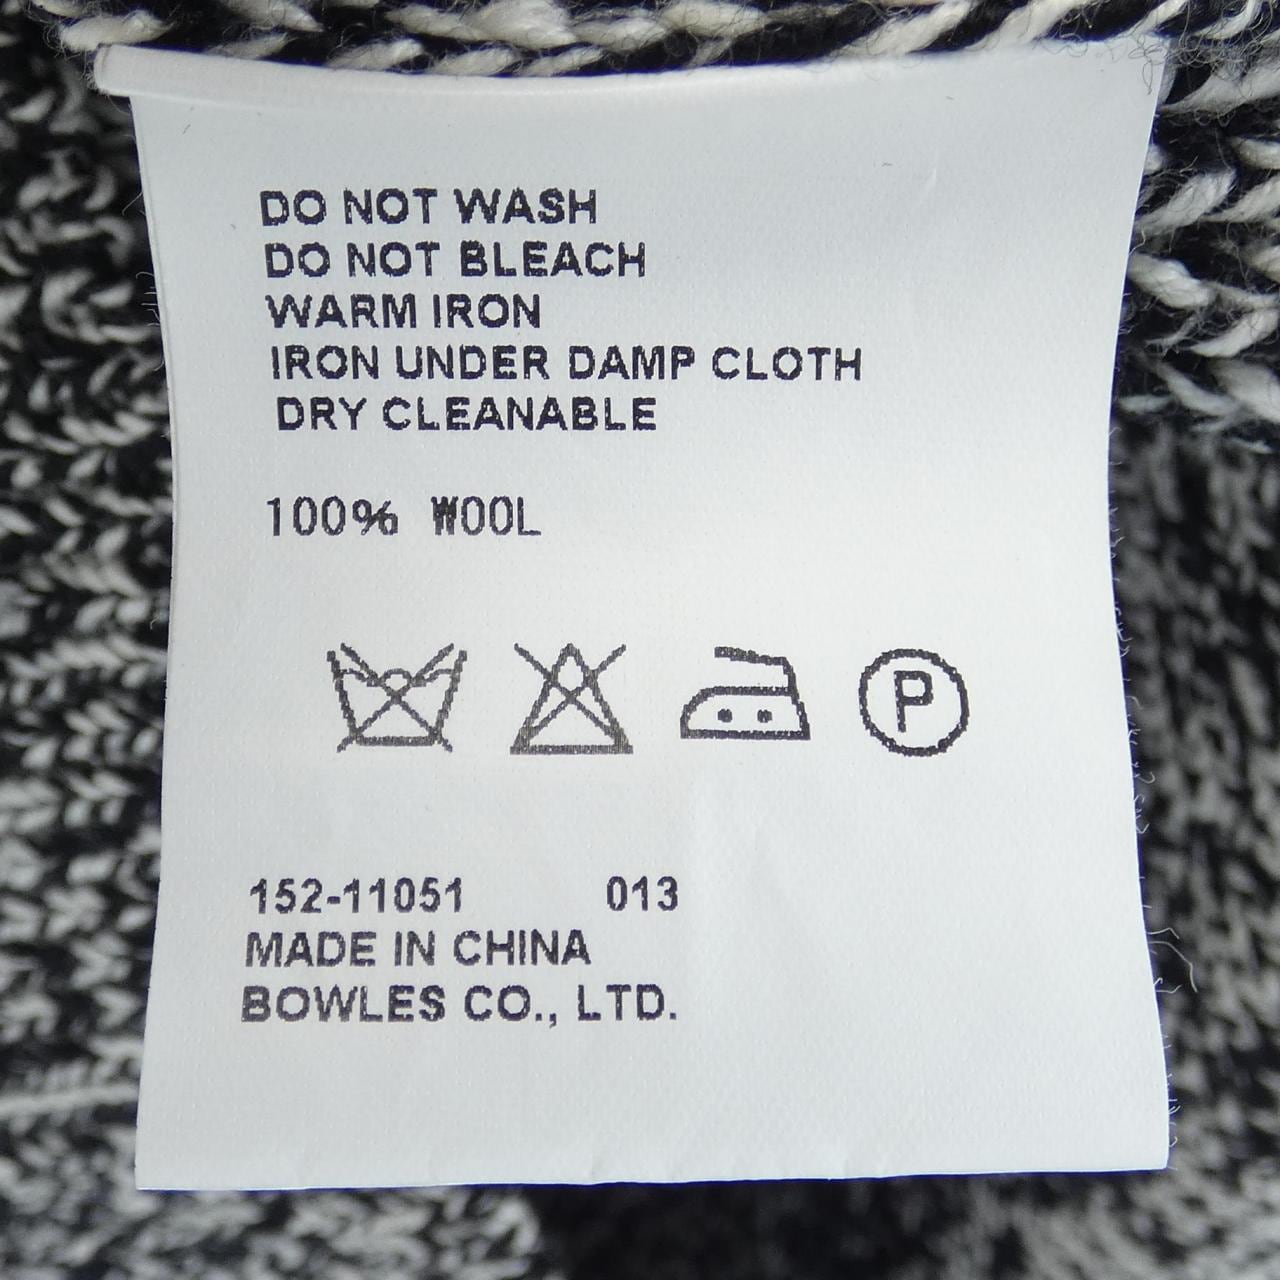 DO NOT WASH
DO NOT BLEACH
WARM IRON
IRON UNDER DAMP CLOTH
DRY CLEANABLE
100% WOOL
P
152-11051 013
MADE IN CHINA
BOWLES CO., LTD.